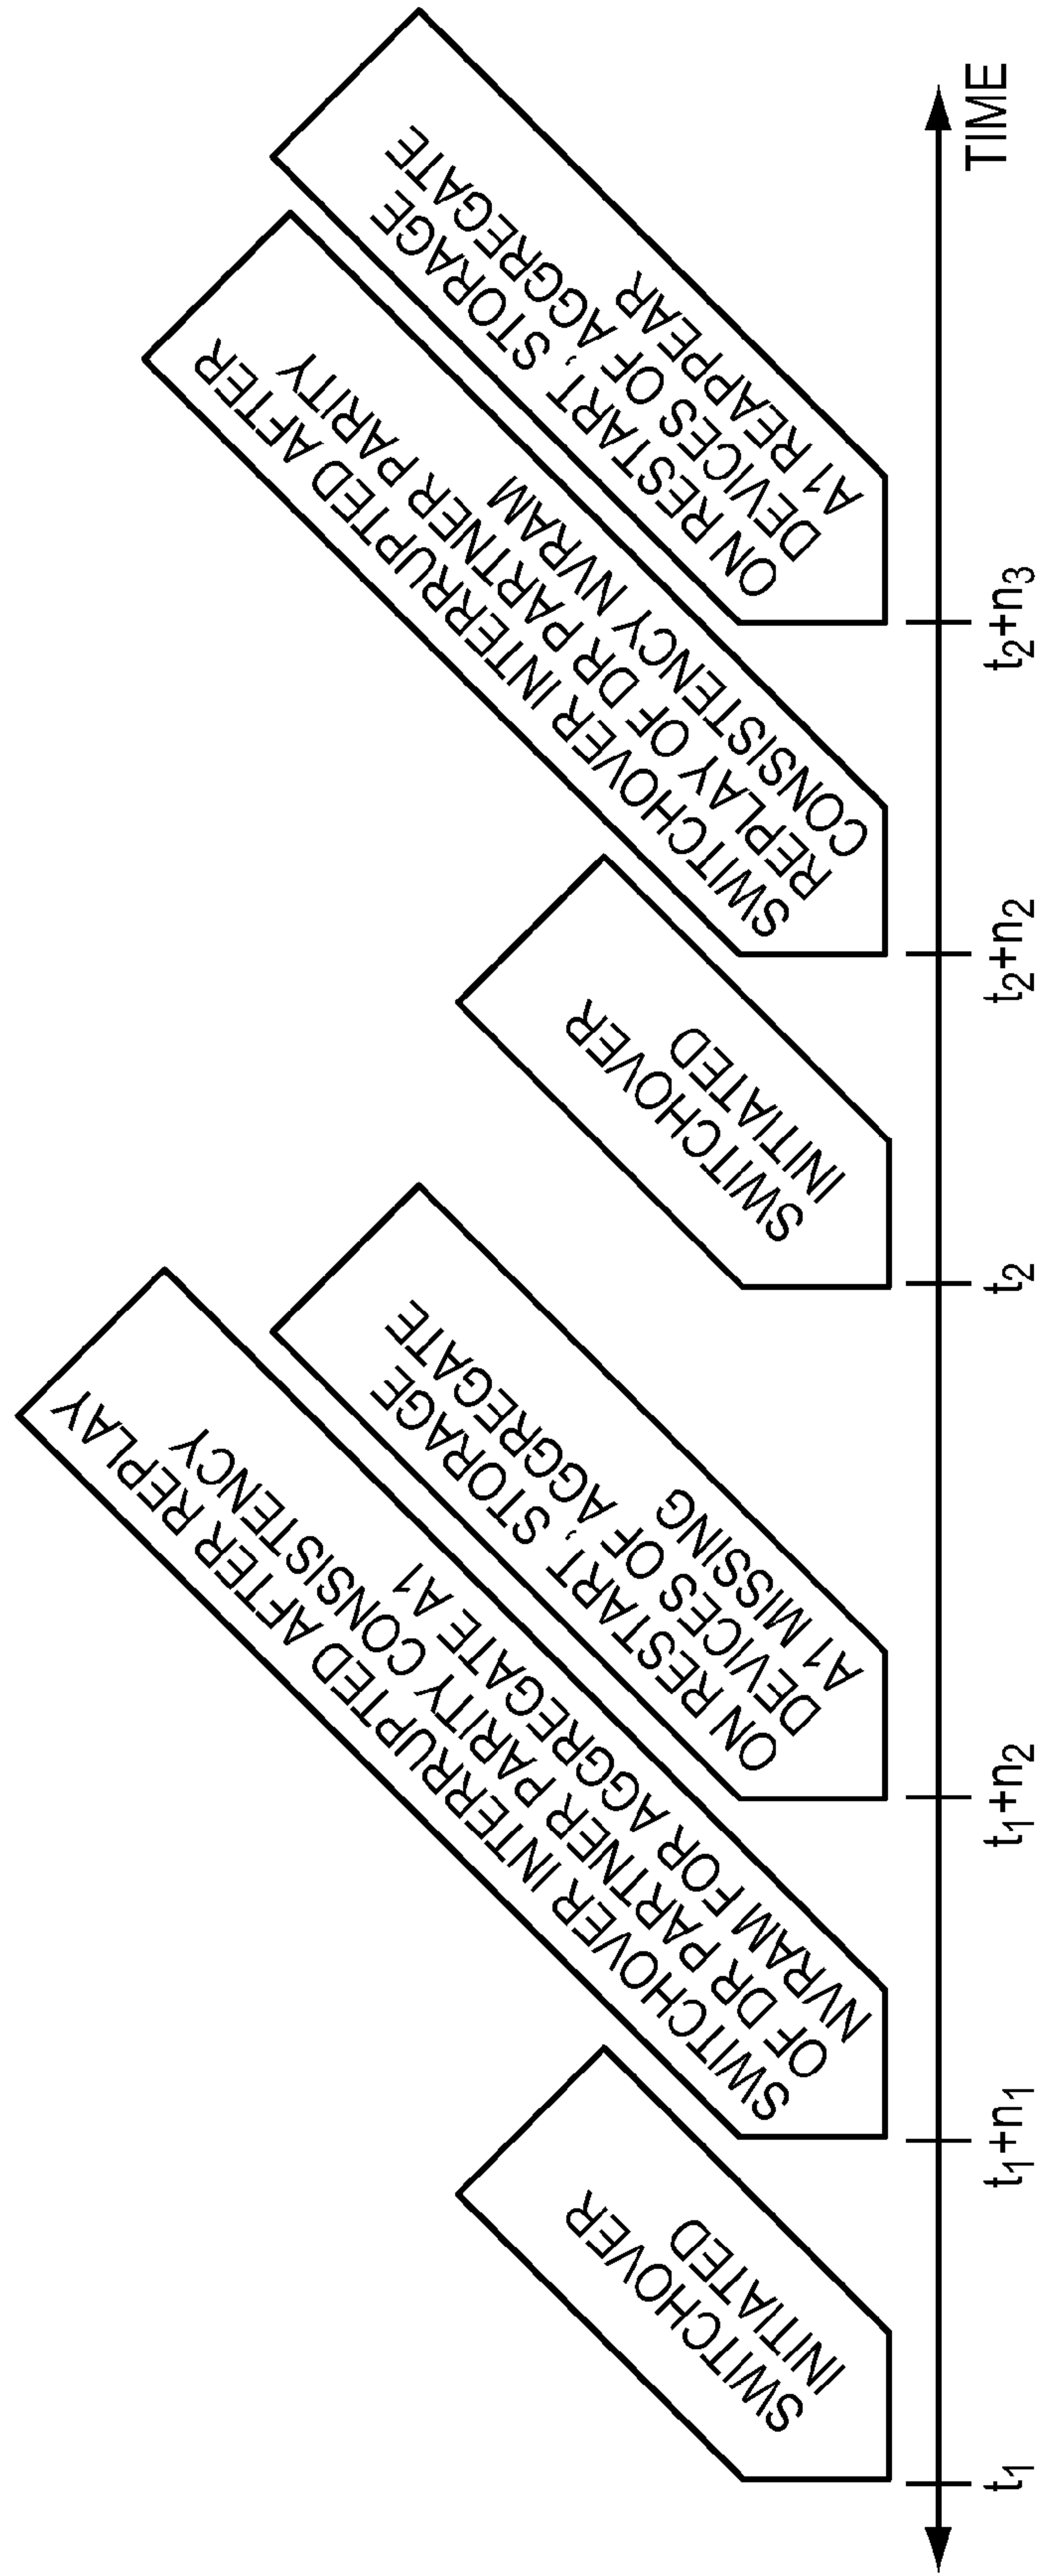 SWITCHOVER
INITIATED
SWITCHOVER INTERRUPTED AFTER REPLAY
OF DR PARTNER PARITY CONSISTENCY
NVRAM FOR AGGREGATE A1
ON RESTART, STORAGE
DEVICES OF, AGGREGATE
A1 MISSING
SWITCHOVER
INITIATED
SWITCHOVER INTERRUPTED AFTER
REPLAY OF DR PARTNER PARITY
CONSISTENCY NVRAM
ON RESTART, STORAGE
DEVICES OF, AGGREGATE
A1 REAPPEAR
t₁
t₁+n₁
t₁+n₂
t₂
t₂+n₂
t₂+n₃
TIME